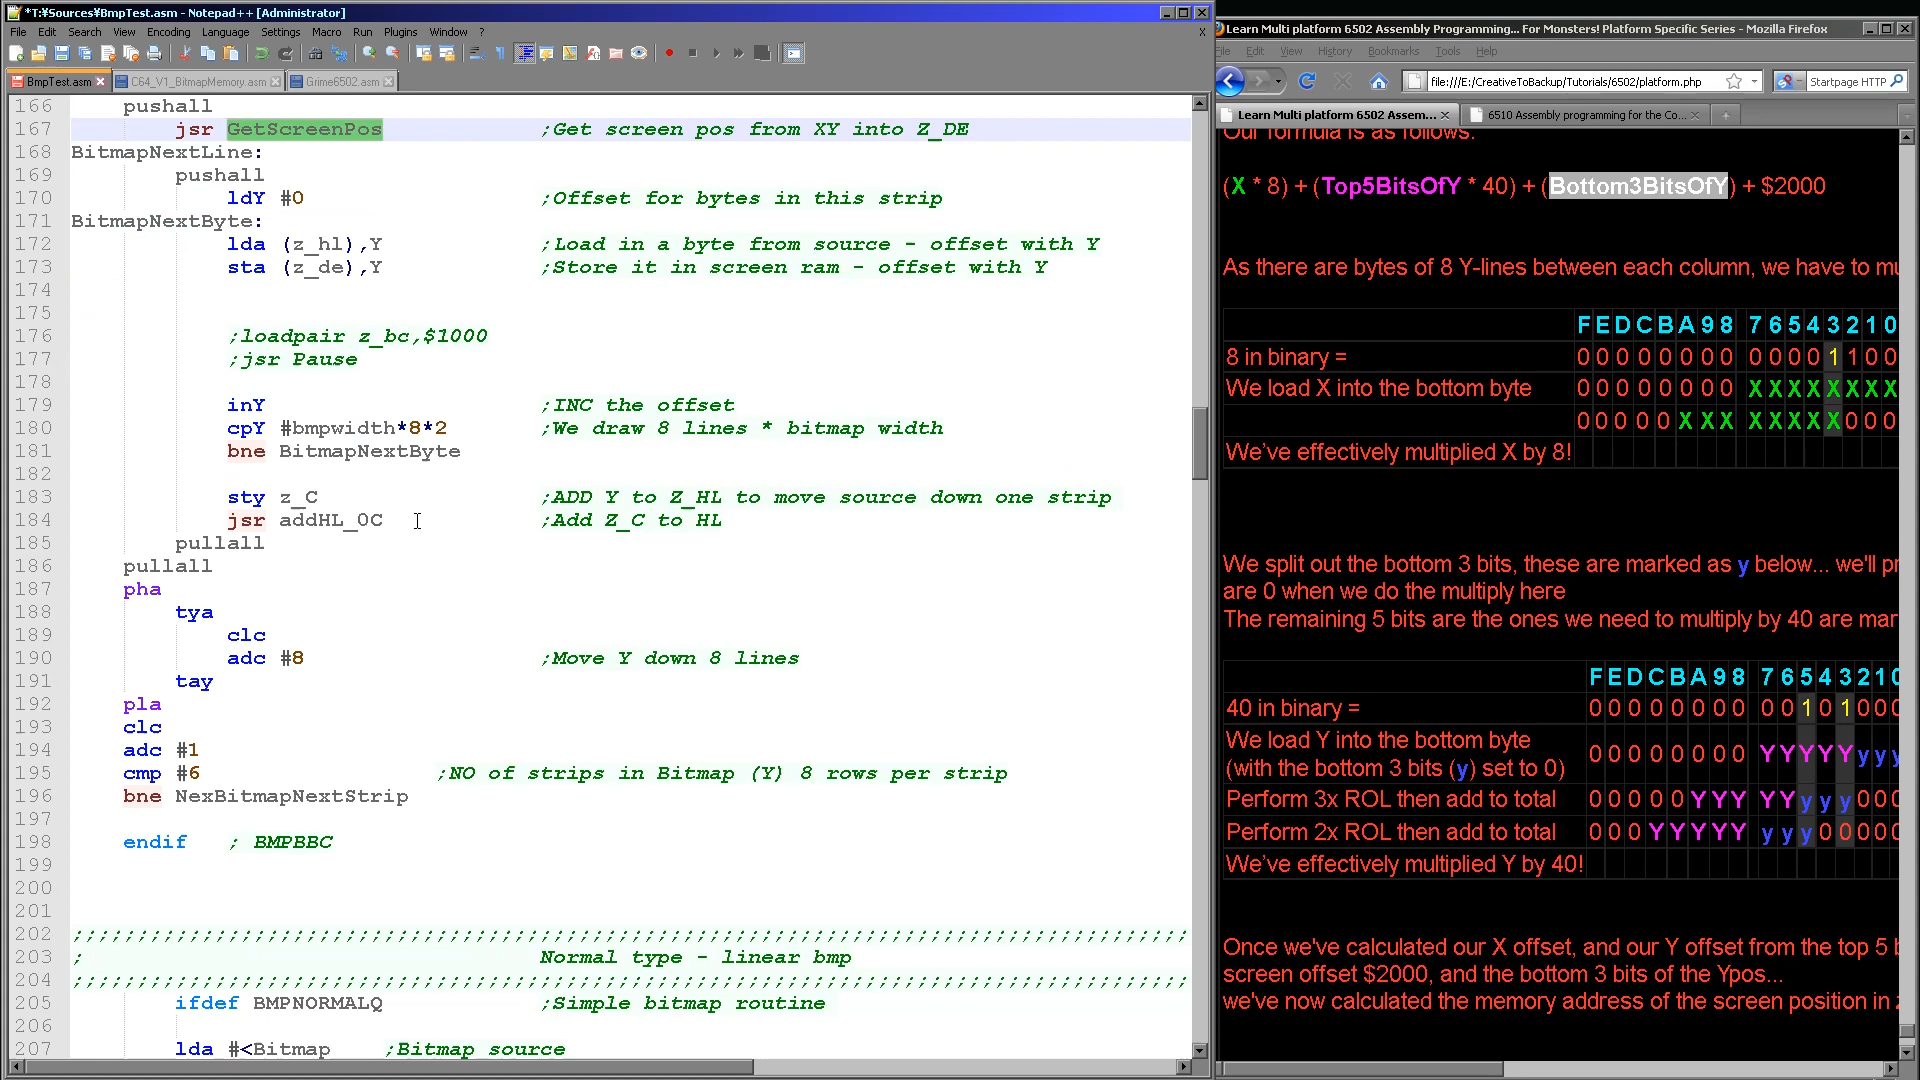 *T:¥Sources¥BmpTest.asm - Notepad++ [Administrator]
File Edit Search View Encoding Language Settings Macro Run Plugins Window ?
X
BmpTest.asm
C64_V1_BitmapMemory.asm
Grime6502.asm
166 pushall
167 jsr GetScreenPos ;Get screen pos from XY into Z_DE
168 BitmapNextLine:
169 pushall
170 ldY #0 ;Offset for bytes in this strip
171 BitmapNextByte:
172 lda (z_hl),Y ;Load in a byte from source - offset with Y
173 sta (z_de),Y ;Store it in screen ram - offset with Y
174
175
176 ;loadpair z_bc,$1000
177 ;jsr Pause
178
179 inY ;INC the offset
180 cpY #bmpwidth*8*2 ;We draw 8 lines * bitmap width
181 bne BitmapNextByte
182
183 sty z_C ;ADD Y to Z_HL to move source down one strip
184 jsr addHL_0C ;Add Z_C to HL
185 pullall
186 pullall
187 pha
188 tya
189 clc
190 adc #8 ;Move Y down 8 lines
191 tay
192 pla
193 clc
194 adc #1
195 cmp #6 ;NO of strips in Bitmap (Y) 8 rows per strip
196 bne NexBitmapNextStrip
197
198 endif ; BMPBBC
199
200
201
202 ;;;;;;;;;;;;;;;;;;;;;;;;;;;;;;;;;;;;;;;;;;;;;;;;;;;;;;;;;;;;;;;;;;;;;;;;;;;;;;;;;;;;;;
203 ; Normal type - linear bmp
204 ;;;;;;;;;;;;;;;;;;;;;;;;;;;;;;;;;;;;;;;;;;;;;;;;;;;;;;;;;;;;;;;;;;;;;;;;;;;;;;;;;;;;;;
205 ifdef BMPNORMALQ ;Simple bitmap routine
206
207 lda #<Bitmap ;Bitmap source
Learn Multi platform 6502 Assembly Programming... For Monsters! Platform Specific Series - Mozilla Firefox
File Edit View History Bookmarks Tools Help
file:///E:/CreativeToBackup/Tutorials/6502/platform.php
Startpage HTTP
Learn Multi platform 6502 Assem...
6510 Assembly programming for the Co...
Our formula is as follows:
(X * 8) + (Top5BitsOfY * 40) + (Bottom3BitsOfY) + $2000
As there are bytes of 8 Y-lines between each column, we have to mu
F E D C B A 9 8 7 6 5 4 3 2 1 0
8 in binary = 0 0 0 0 0 0 0 0 0 0 0 0 1 1 0 0
We load X into the bottom byte 0 0 0 0 0 0 0 0 X X X X X X X X
0 0 0 0 0 X X X X X X X X 0 0 0
We've effectively multiplied X by 8!
We split out the bottom 3 bits, these are marked as y below... we'll pr
are 0 when we do the multiply here
The remaining 5 bits are the ones we need to multiply by 40 are mar
F E D C B A 9 8 7 6 5 4 3 2 1 0
40 in binary = 0 0 0 0 0 0 0 0 0 0 1 0 1 0 0 0
We load Y into the bottom byte
(with the bottom 3 bits (y) set to 0) 0 0 0 0 0 0 0 0 Y Y Y Y Y y y y
Perform 3x ROL then add to total 0 0 0 0 0 Y Y Y Y Y y y y 0 0 0
Perform 2x ROL then add to total 0 0 0 Y Y Y Y Y y y y 0 0 0 0 0
We've effectively multiplied Y by 40!
Once we've calculated our X offset, and our Y offset from the top 5 b
screen offset $2000, and the bottom 3 bits of the Ypos...
we've now calculated the memory address of the screen position in z